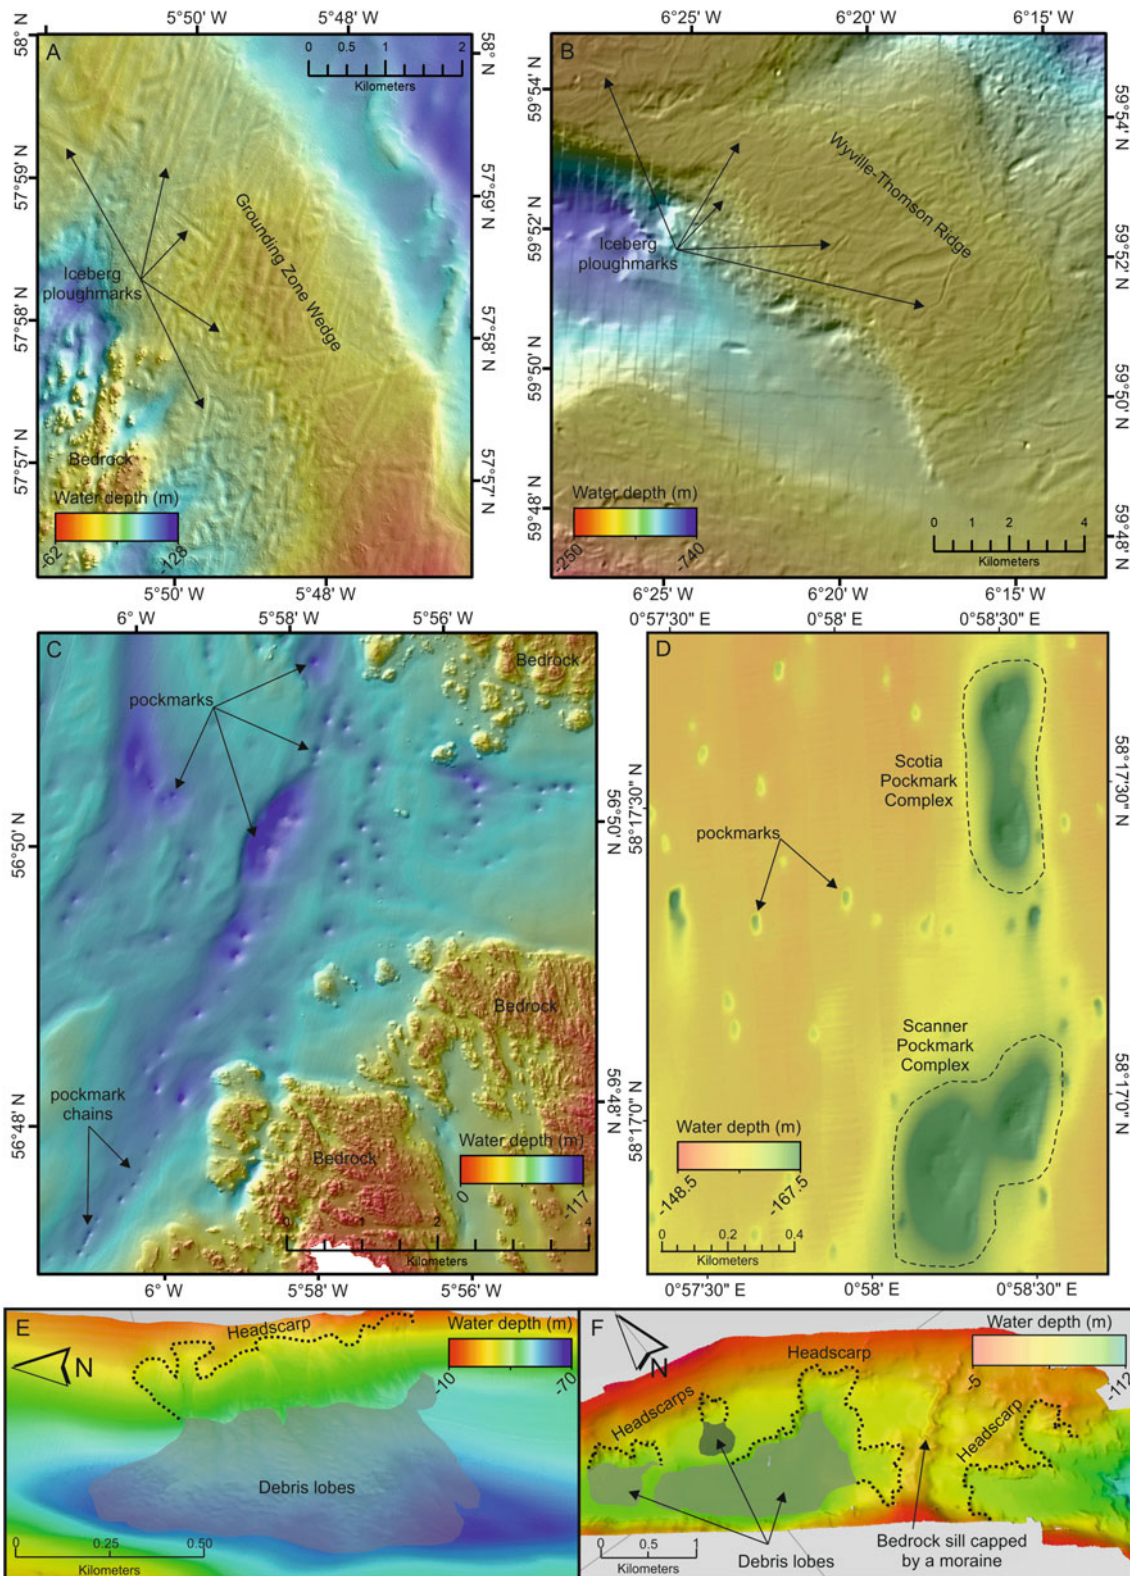 5°50' W
5°48' W
58° N
A
0 0.5 1 2
Kilometers
58° N
57°59' N
57°59' N
Grounding Zone Wedge
Iceberg
ploughmarks
57°58' N
57°58' N
Bedrock
57°57' N
57°57' N
Water depth (m)
-62
-128
5°50' W
5°48' W
6°25' W
6°20' W
6°15' W
B
59°54' N
59°54' N
Wyville-Thomson Ridge
59°52' N
59°52' N
Iceberg
ploughmarks
59°50' N
59°50' N
59°48' N
59°48' N
Water depth (m)
-250
-740
0 1 2 4
Kilometers
6°25' W
6°20' W
6°15' W
6° W
5°58' W
5°56' W
C
Bedrock
pockmarks
56°50' N
56°50' N
Bedrock
pockmark
chains
56°48' N
56°48' N
Bedrock
Water depth (m)
0
-117
0 1 2 4
Kilometers
6° W
5°58' W
5°56' W
0°57'30" E
0°58' E
0°58'30" E
D
Scotia
Pockmark
Complex
58°17'30" N
58°17'30" N
pockmarks
Scanner
Pockmark
Complex
58°17'0" N
58°17'0" N
Water depth (m)
-148.5
-167.5
0 0.2 0.4
Kilometers
0°57'30" E
0°58' E
0°58'30" E
E
Headscarp
Water depth (m)
-10
-70
N
Debris lobes
0 0.25 0.50
Kilometers
F
N
Headscarp
Water depth (m)
-5
-112
Headscarps
Headscarp
0 0.5 1
Kilometers
Debris lobes
Bedrock sill capped
by a moraine